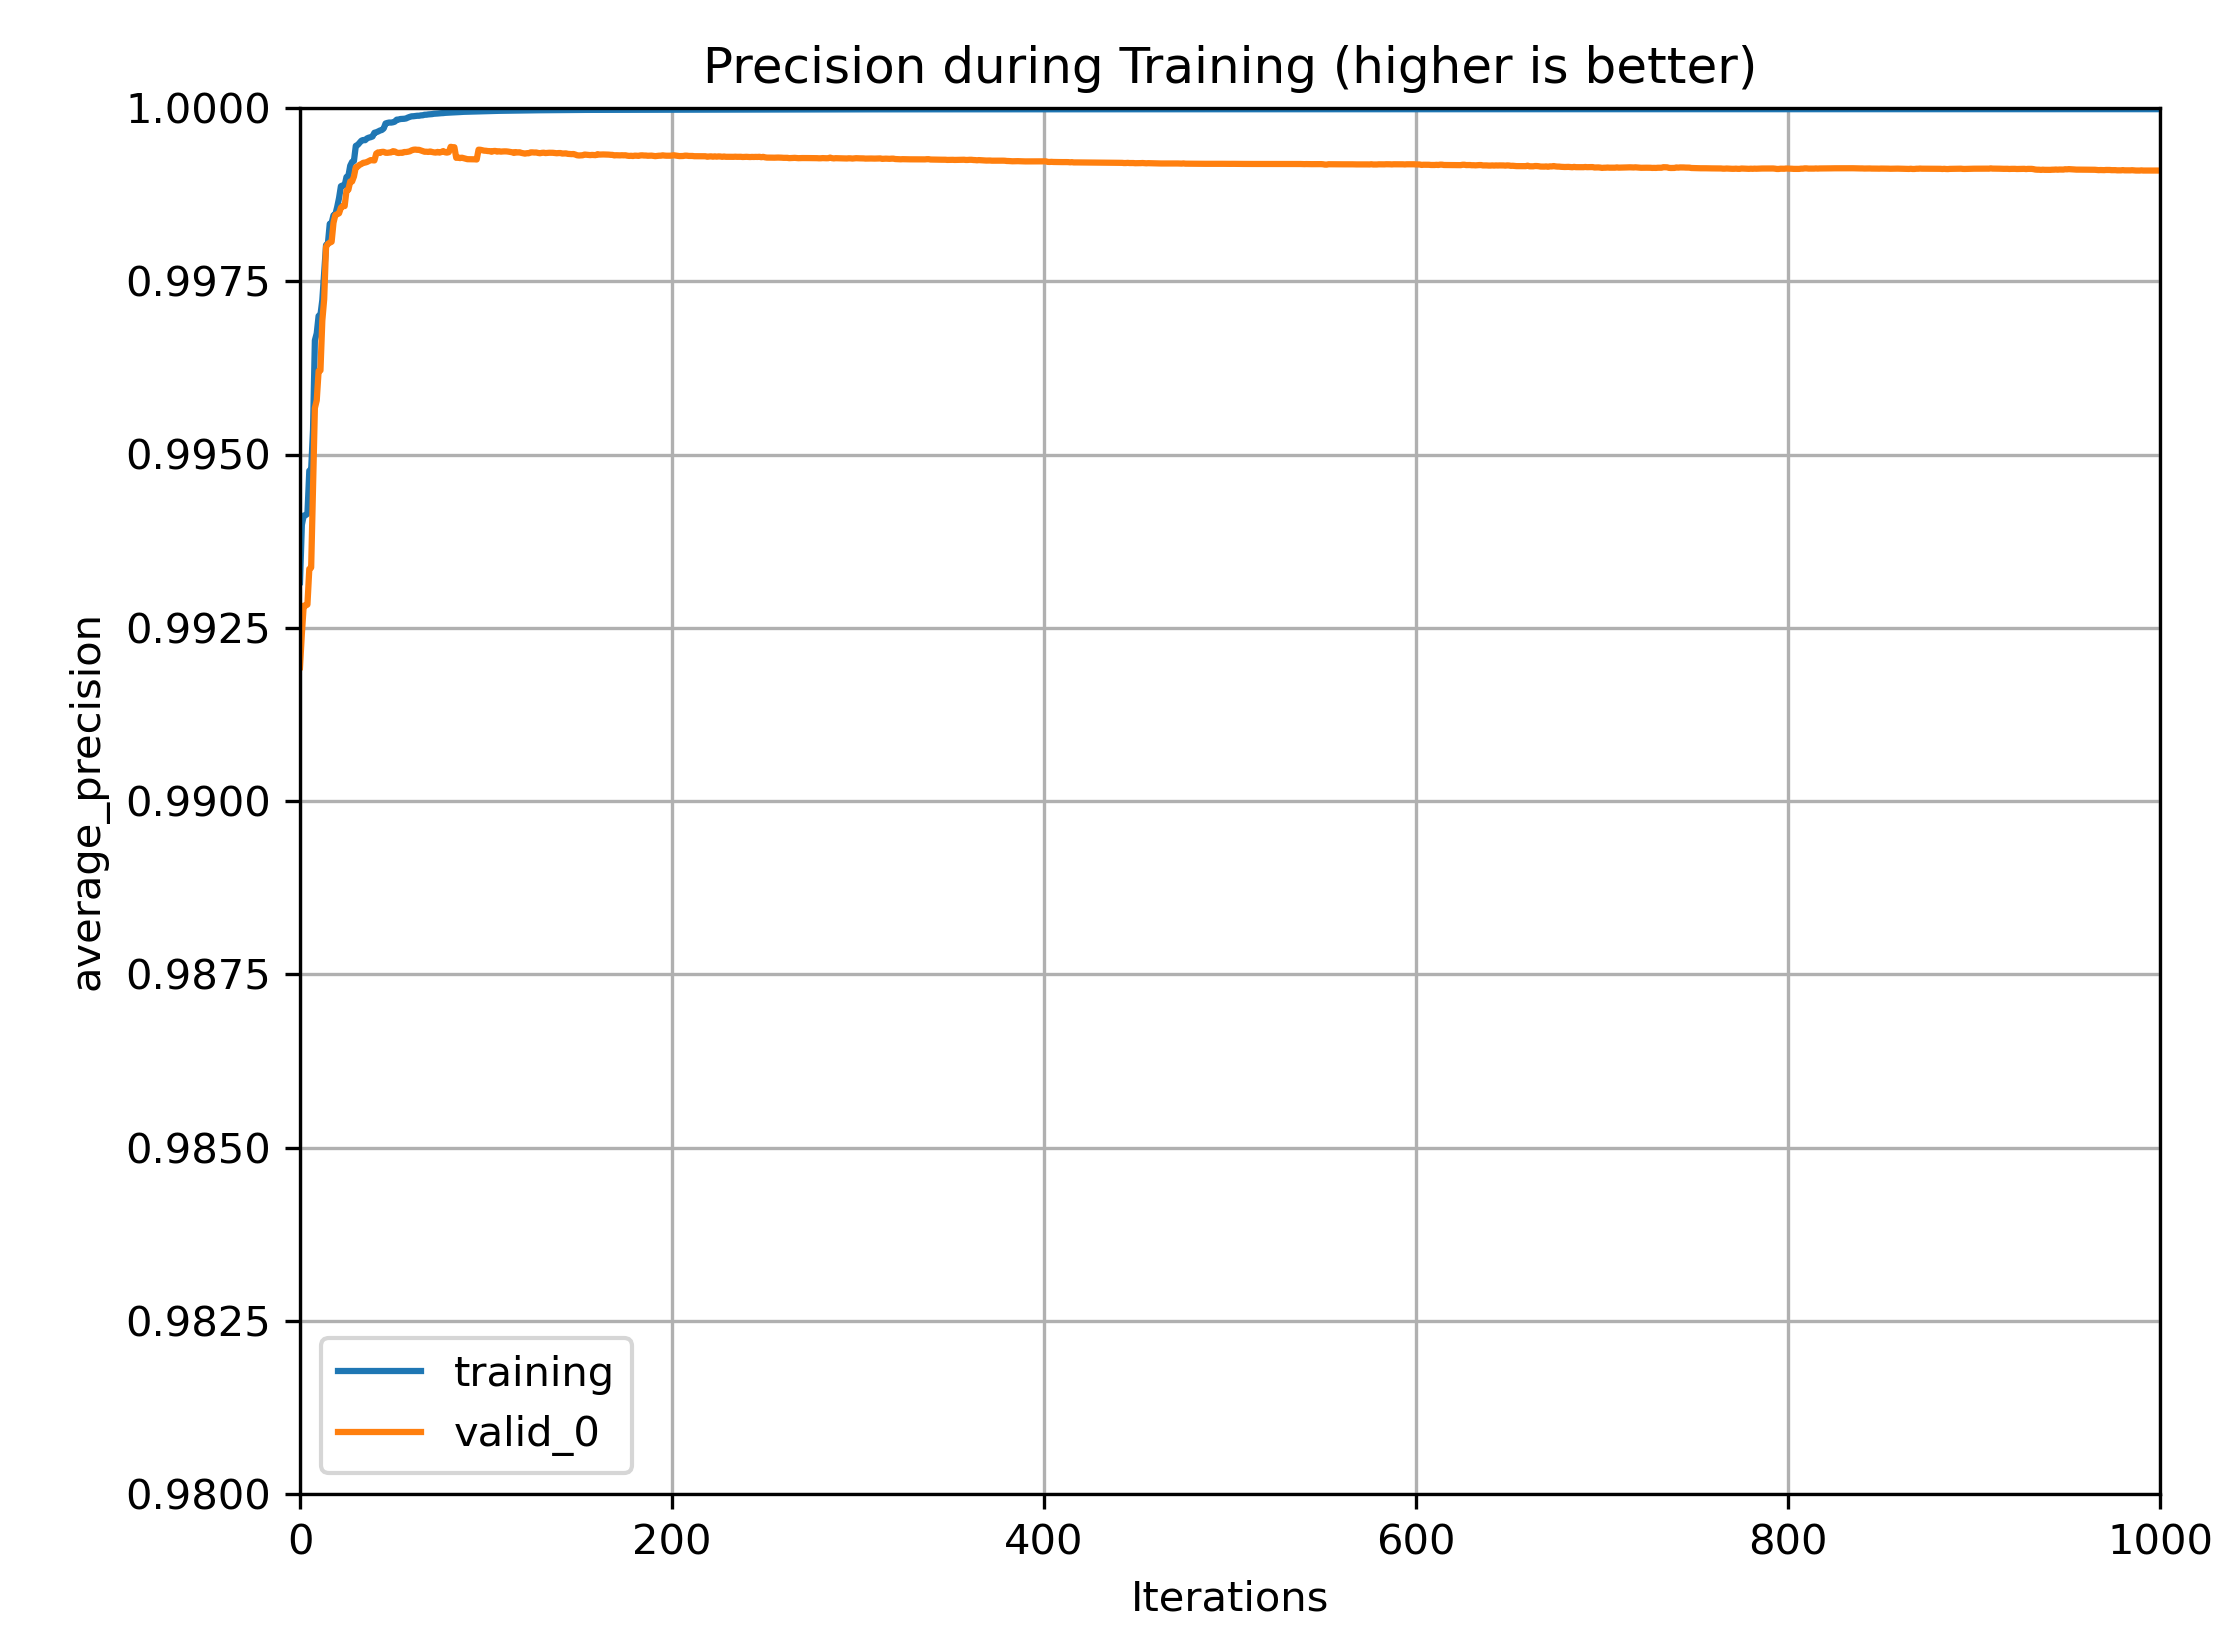 Precision during Training (higher is better)
1.0000
0.9975
0.9950
0.9925
0.9900
0.9875
0.9850
0.9825
0.9800
average_precision
training
valid_0
0 200 400 600 800 1000
Iterations